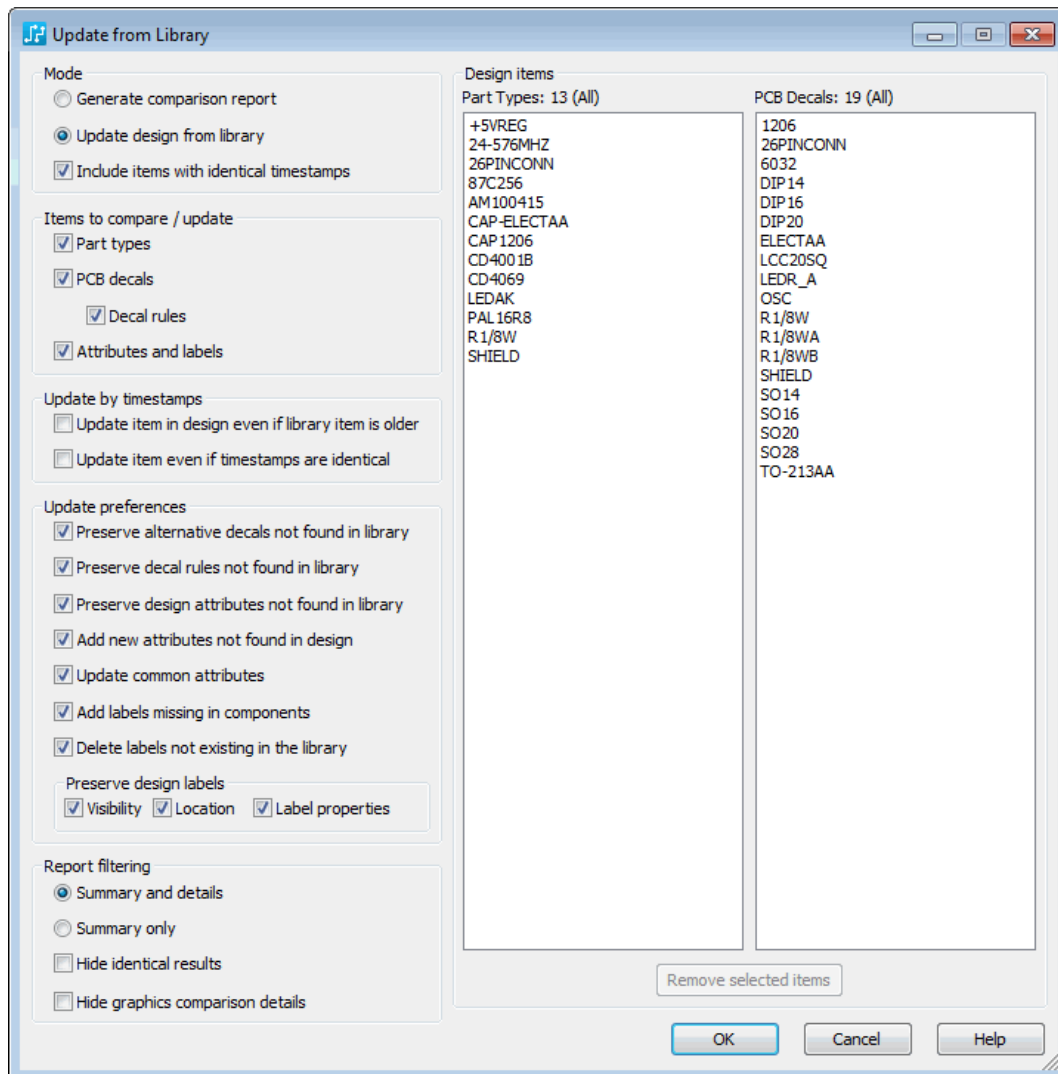 Update from Library
Mode
Generate comparison report
Update design from library
Include items with identical timestamps
Items to compare / update
Part types
PCB decals
Decal rules
Attributes and labels
Update by timestamps
Update item in design even if library item is older
Update item even if timestamps are identical
Update preferences
Preserve alternative decals not found in library
Preserve decal rules not found in library
Preserve design attributes not found in library
Add new attributes not found in design
Update common attributes
Add labels missing in components
Delete labels not existing in the library
Preserve design labels
Visibility Location Label properties
Report filtering
Summary and details
Summary only
Hide identical results
Hide graphics comparison details
Design items
Part Types: 13 (All)
+5VREG
24-576MHZ
26PINCONN
87C256
AM100415
CAP-ELECTAA
CAP1206
CD4001B
CD4069
LEDAK
PAL16R8
R1/8W
SHIELD
PCB Decals: 19 (All)
1206
26PINCONN
6032
DIP14
DIP16
DIP20
ELECTAA
LCC20SQ
LEDR_A
OSC
R1/8W
R1/8WA
R1/8WB
SHIELD
SO14
SO16
SO20
SO28
TO-213AA
Remove selected items
OK Cancel Help